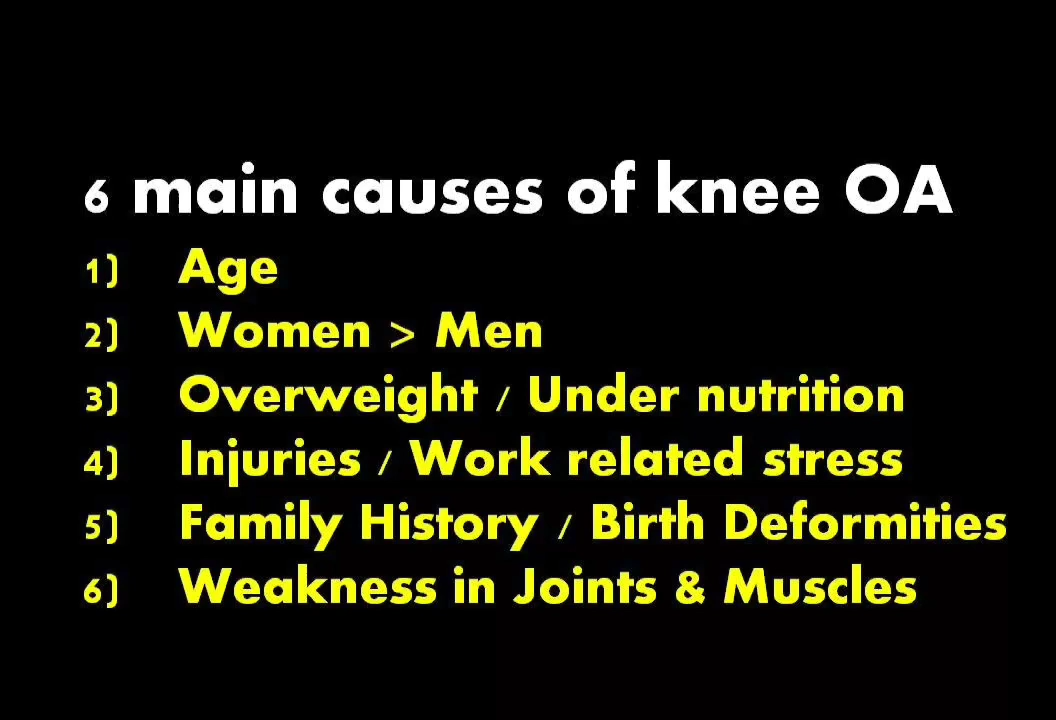 6 main causes of knee OA
1) Age
2) Women > Men
3) Overweight / Under nutrition
4) Injuries / Work related stress
5) Family History / Birth Deformities
6) Weakness in Joints & Muscles